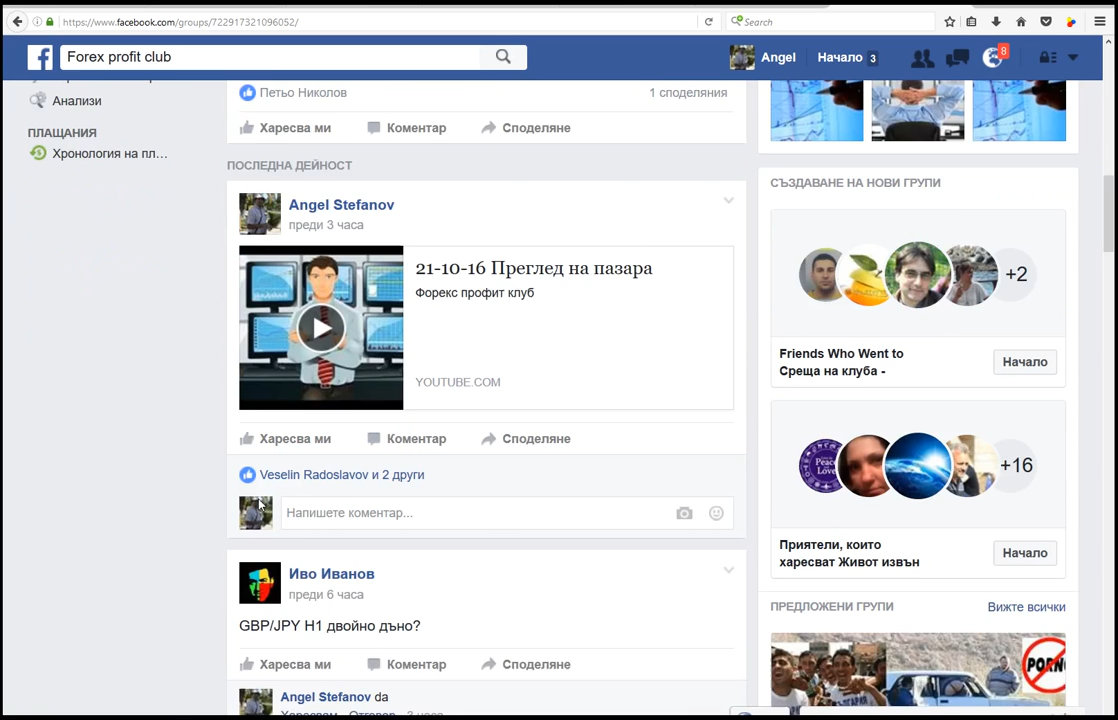 https://www.facebook.com/groups/722917321096052/
Search
Forex profit club
Angel
Начало 3
8
Анализи
ПЛАЩАНИЯ
Хронология на пл...
Петьо Николов
1 споделяния
Харесва ми
Коментар
Споделяне
ПОСЛЕДНА ДЕЙНОСТ
Angel Stefanov
преди 3 часа
21-10-16 Преглед на пазара
Форекс профит клуб
YOUTUBE.COM
Харесва ми
Коментар
Споделяне
Veselin Radoslavov и 2 други
Напишете коментар...
Иво Иванов
преди 6 часа
GBP/JPY H1 двойно дъно?
Харесва ми
Коментар
Споделяне
Angel Stefanov da
СЪЗДАВАНЕ НА НОВИ ГРУПИ
+2
Friends Who Went to
Среща на клуба -
Начало
Peace
Love
+16
Приятели, които
харесват Живот извън
Начало
ПРЕДЛОЖЕНИ ГРУПИ
Вижте всички
PORN